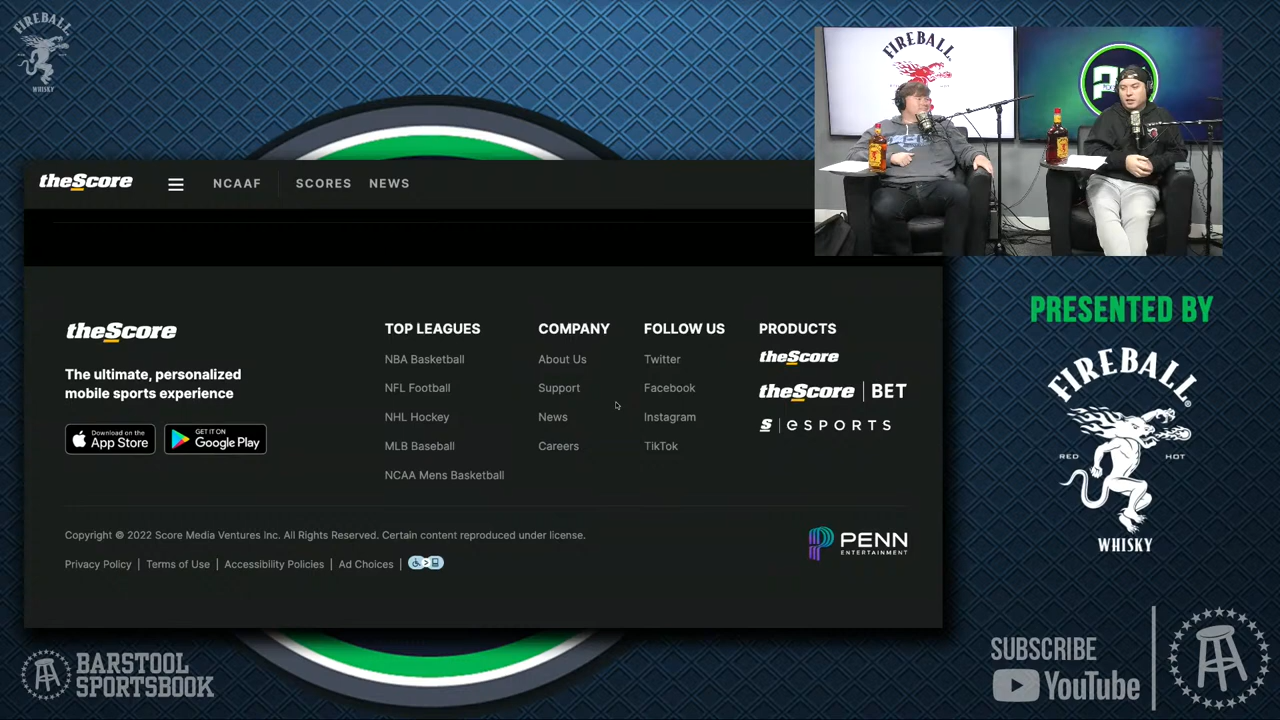 FIREBALL
WHISKY
FIREBALL
theScore
NCAAF
SCORES
NEWS
theScore
The ultimate, personalized
mobile sports experience
Download on the
App Store
GET IT ON
Google Play
TOP LEAGUES
NBA Basketball
NFL Football
NHL Hockey
MLB Baseball
NCAA Mens Basketball
COMPANY
About Us
Support
News
Careers
FOLLOW US
Twitter
Facebook
Instagram
TikTok
PRODUCTS
theScore
theScore | BET
S | eSPORTS
Copyright © 2022 Score Media Ventures Inc. All Rights Reserved. Certain content reproduced under license.
Privacy Policy | Terms of Use | Accessibility Policies | Ad Choices |
PENN
ENTERTAINMENT
PRESENTED BY
FIREBALL
RED HOT
WHISKY
BARSTOOL
SPORTSBOOK
SUBSCRIBE
YouTube